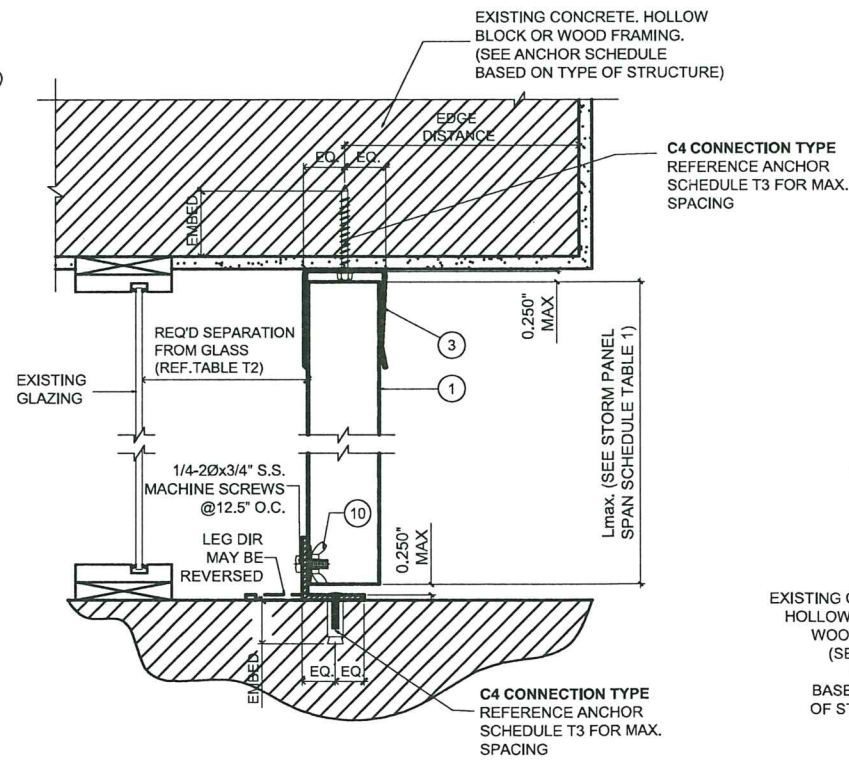 )
EXISTING CONCRETE. HOLLOW
BLOCK OR WOOD FRAMING.
(SEE ANCHOR SCHEDULE
BASED ON TYPE OF STRUCTURE)
EDGE
DISTANCE
EQ. EQ.
EMBED
C4 CONNECTION TYPE
REFERENCE ANCHOR
SCHEDULE T3 FOR MAX.
SPACING
0.250"
MAX
3
REQ'D SEPARATION
FROM GLASS
(REF.TABLE T2)
EXISTING
GLAZING
1
Lmax. (SEE STORM PANEL
SPAN SCHEDULE TABLE 1)
1/4-2Øx3/4" S.S.
MACHINE SCREWS
@12.5" O.C.
10
LEG DIR
MAY BE
REVERSED
0.250"
MAX
EMBED
EQ. EQ.
C4 CONNECTION TYPE
REFERENCE ANCHOR
SCHEDULE T3 FOR MAX.
SPACING
EXISTING
HOLLOW
WOO
(SE
BASE
OF ST